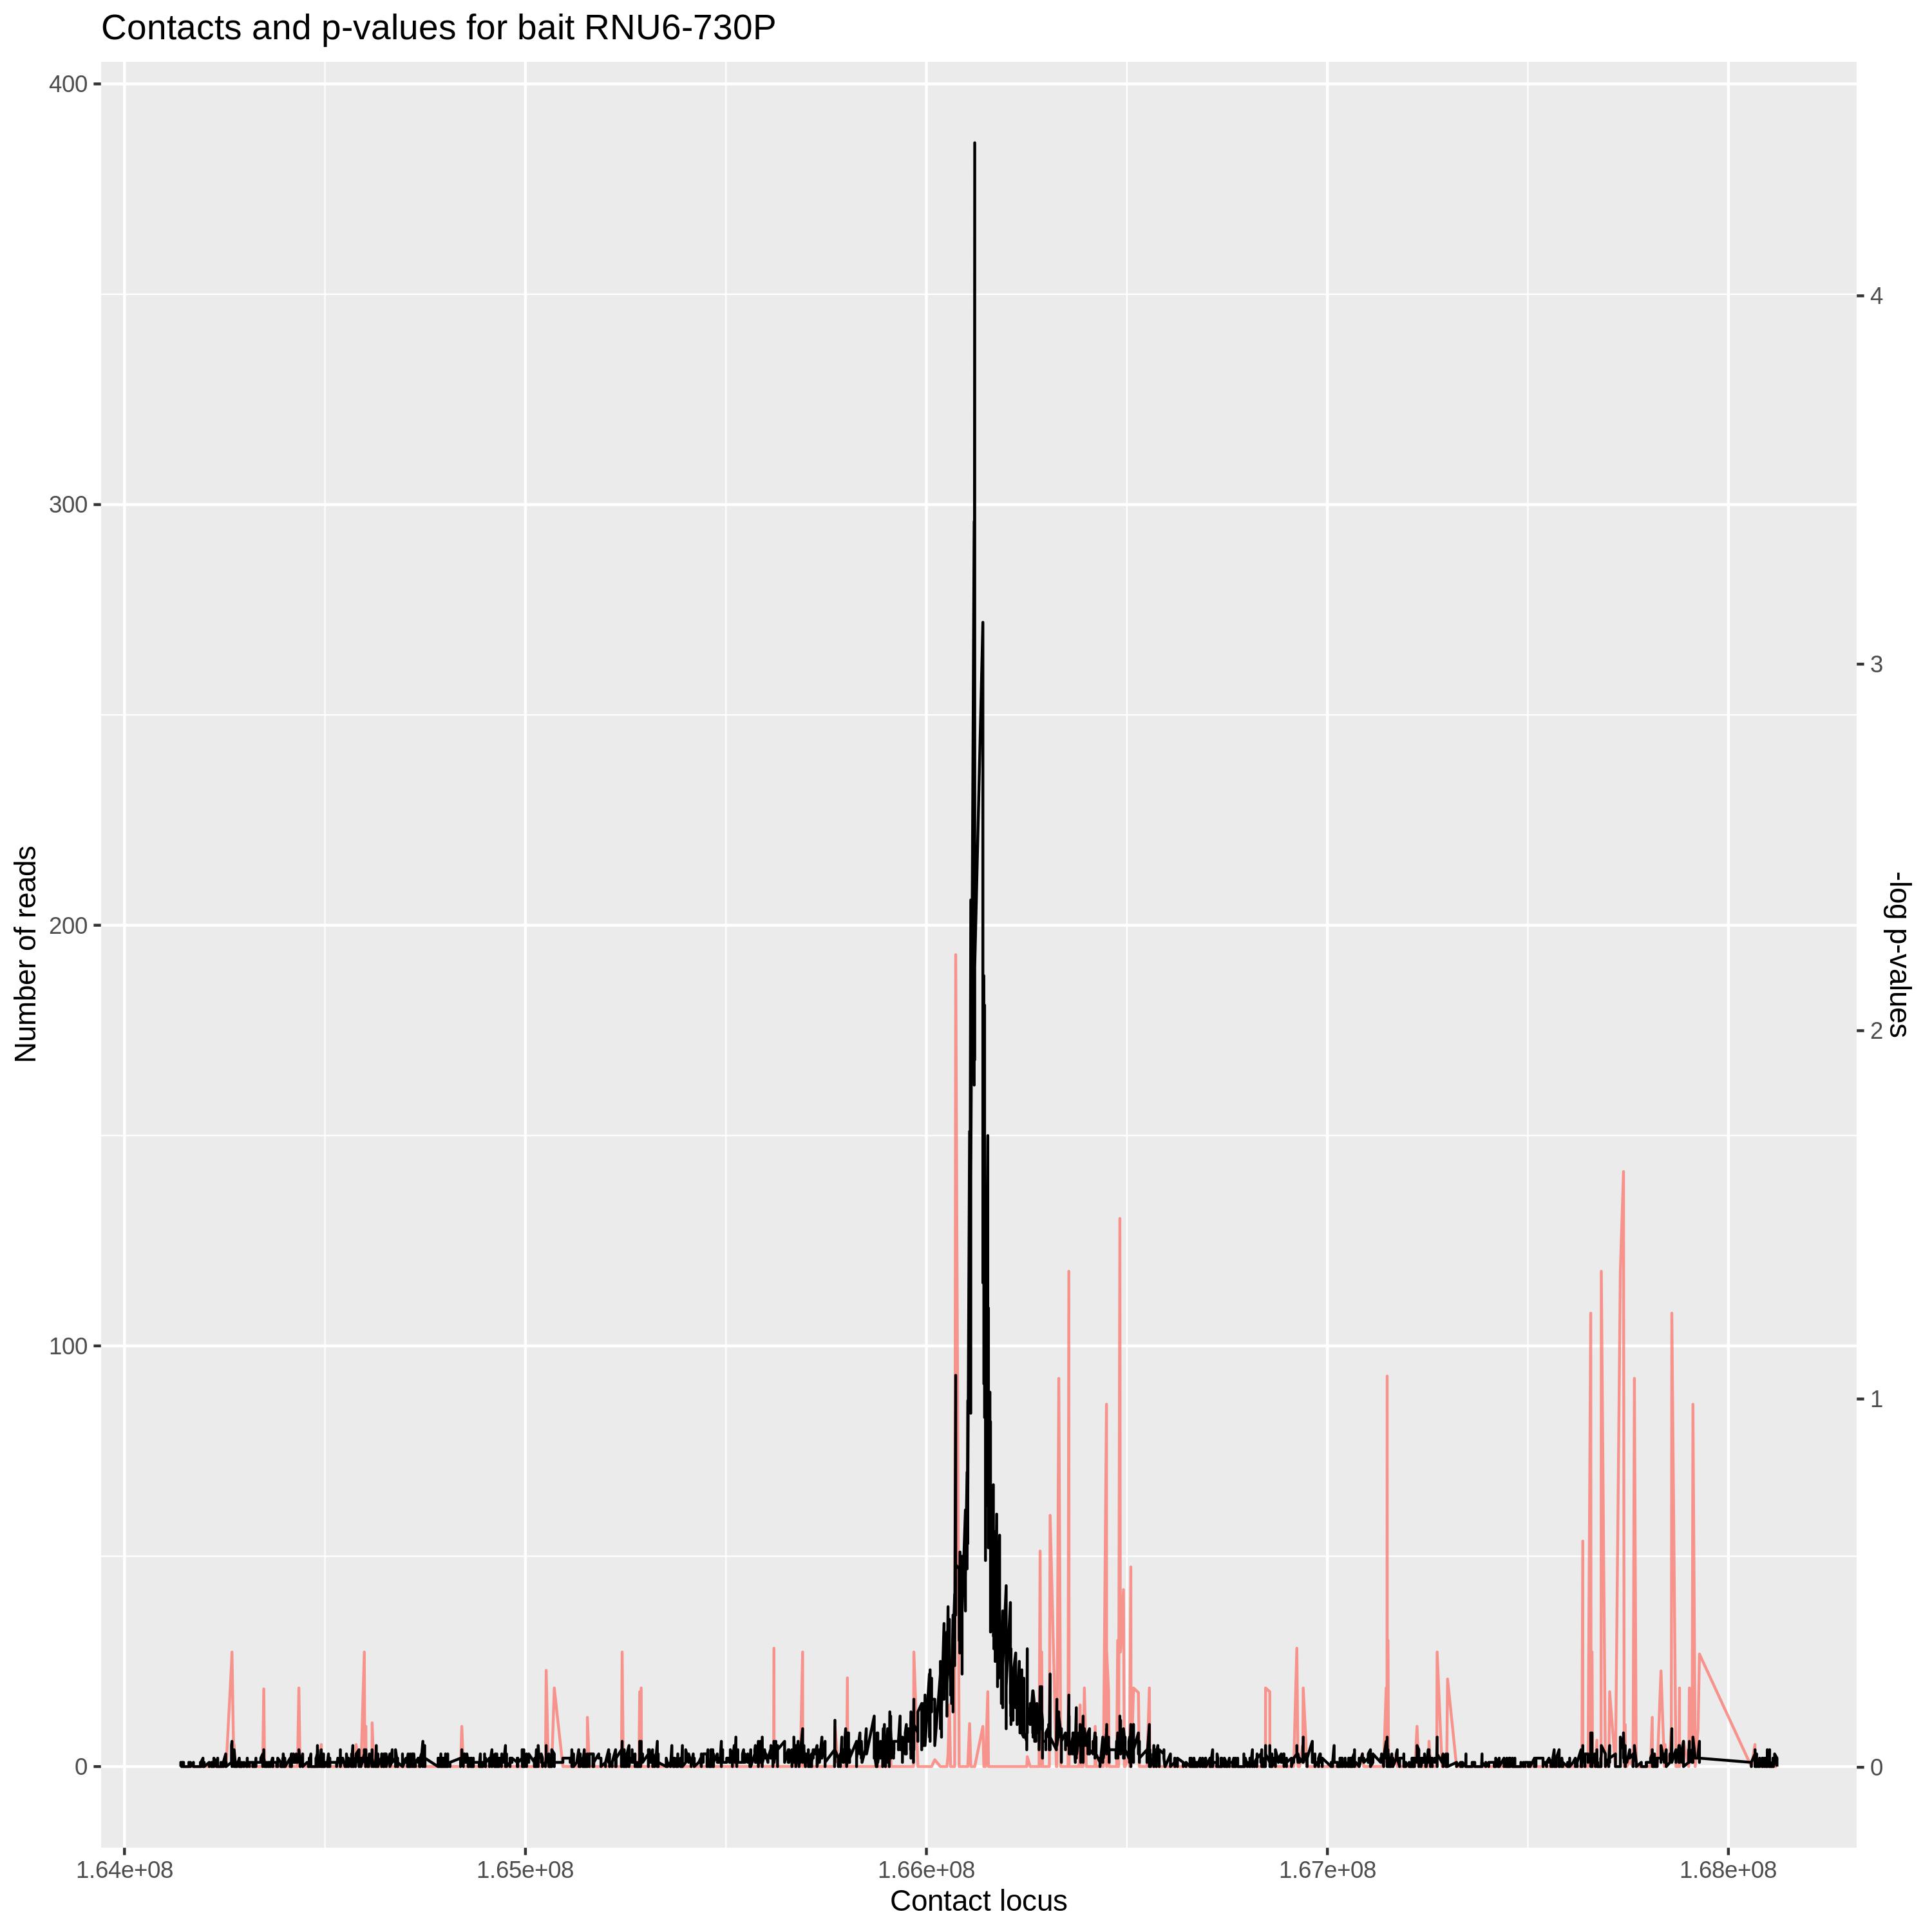 Contacts and p-values for bait RNU6-730P
400
300
200
100
0
Number of reads
4
3
2
1
0
-log p-values
1.64e+08 1.65e+08 1.66e+08 1.67e+08 1.68e+08
Contact locus